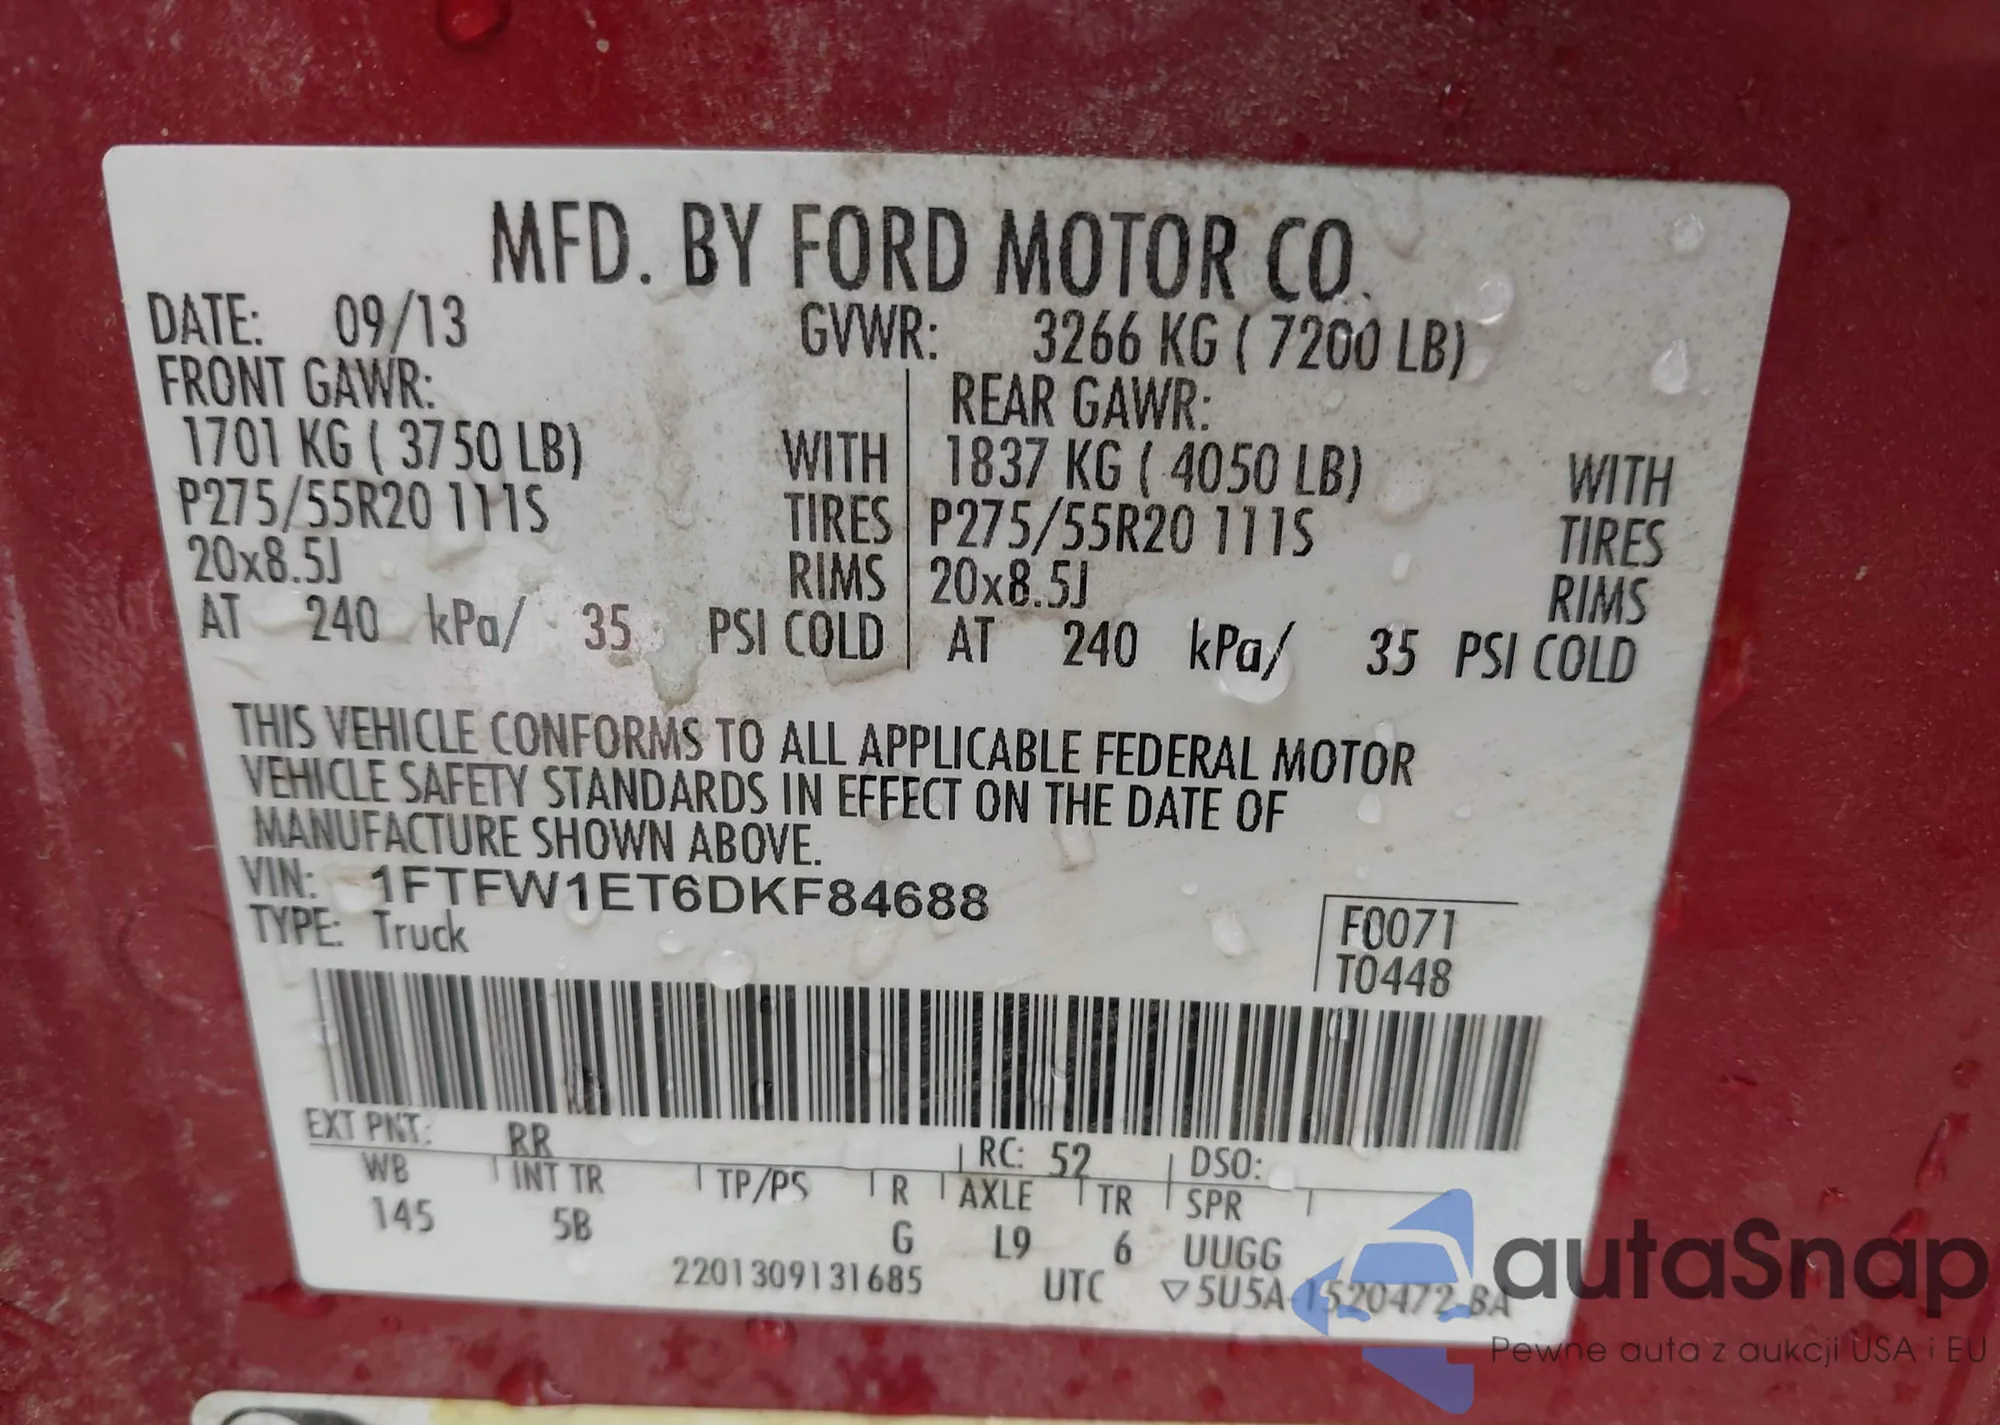 MFD. BY FORD MOTOR CO.
DATE: 09/13 GVWR: 3266 KG ( 7200 LB)
FRONT GAWR: REAR GAWR:
1701 KG ( 3750 LB) WITH 1837 KG ( 4050 LB) WITH
P275/55R20 111S TIRES P275/55R20 111S TIRES
20x8.5J RIMS 20x8.5J RIMS
AT 240 kPa/ 35 PSI COLD AT 240 kPa/ 35 PSI COLD
THIS VEHICLE CONFORMS TO ALL APPLICABLE FEDERAL MOTOR
VEHICLE SAFETY STANDARDS IN EFFECT ON THE DATE OF
MANUFACTURE SHOWN ABOVE.
VIN: 1FTFW1ET6DKF84688
TYPE: Truck
F0071
T0448
EXT PNT: RR RC: 52 DSO:
WB INT TR TP/PS R AXLE TR SPR
145 5B G L9 6 UUGG
2201309131685 UTC ▽5U5A-1520472-BA
autaSnap
Pewne auta z aukcji USA i EU